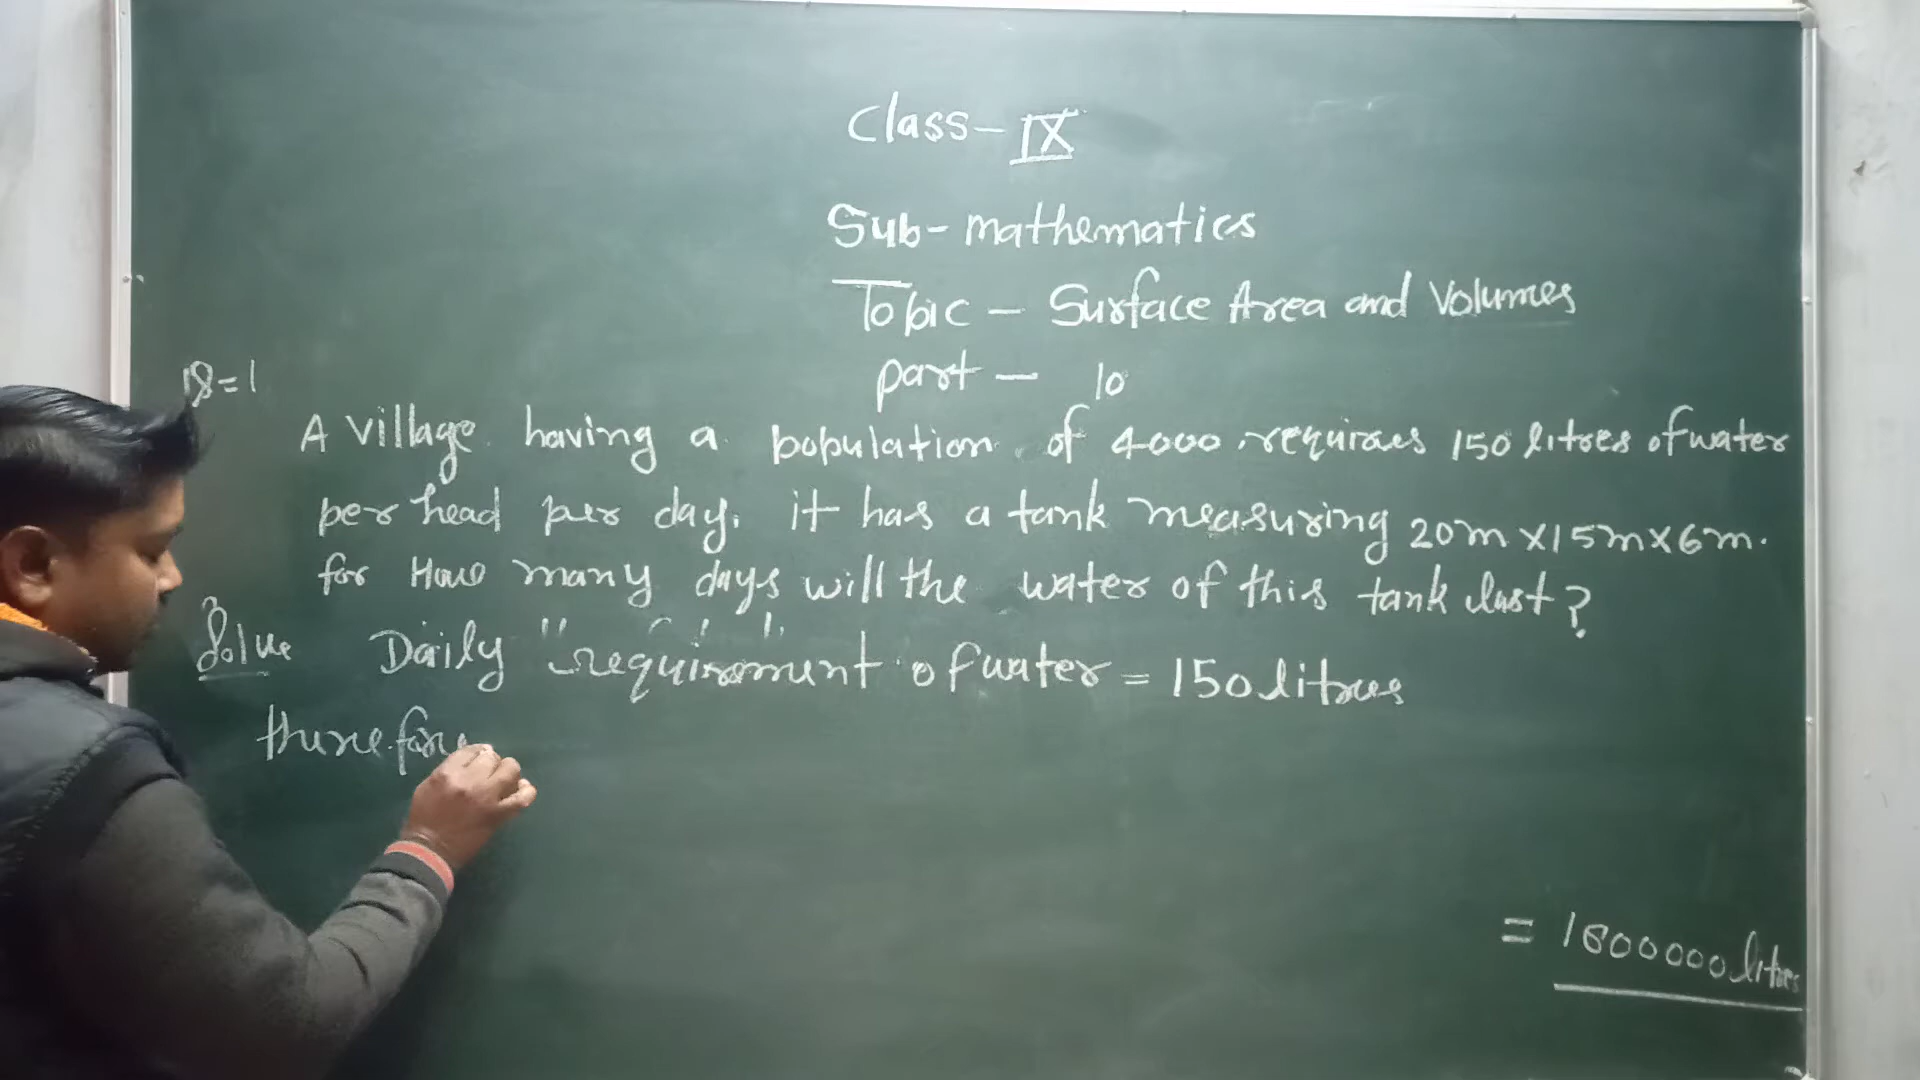 Class - IX
Sub - mathematics
Topic - Surface Area and Volumes
part - 10
A village having a population of 4000 requires 150 litres of water
per head per day. it has a tank measuring 20m x 15m x 6m.
for How many days will the water of this tank last?
Solve Daily requirement of water = 150 litres
therefore
= 1800000 litres